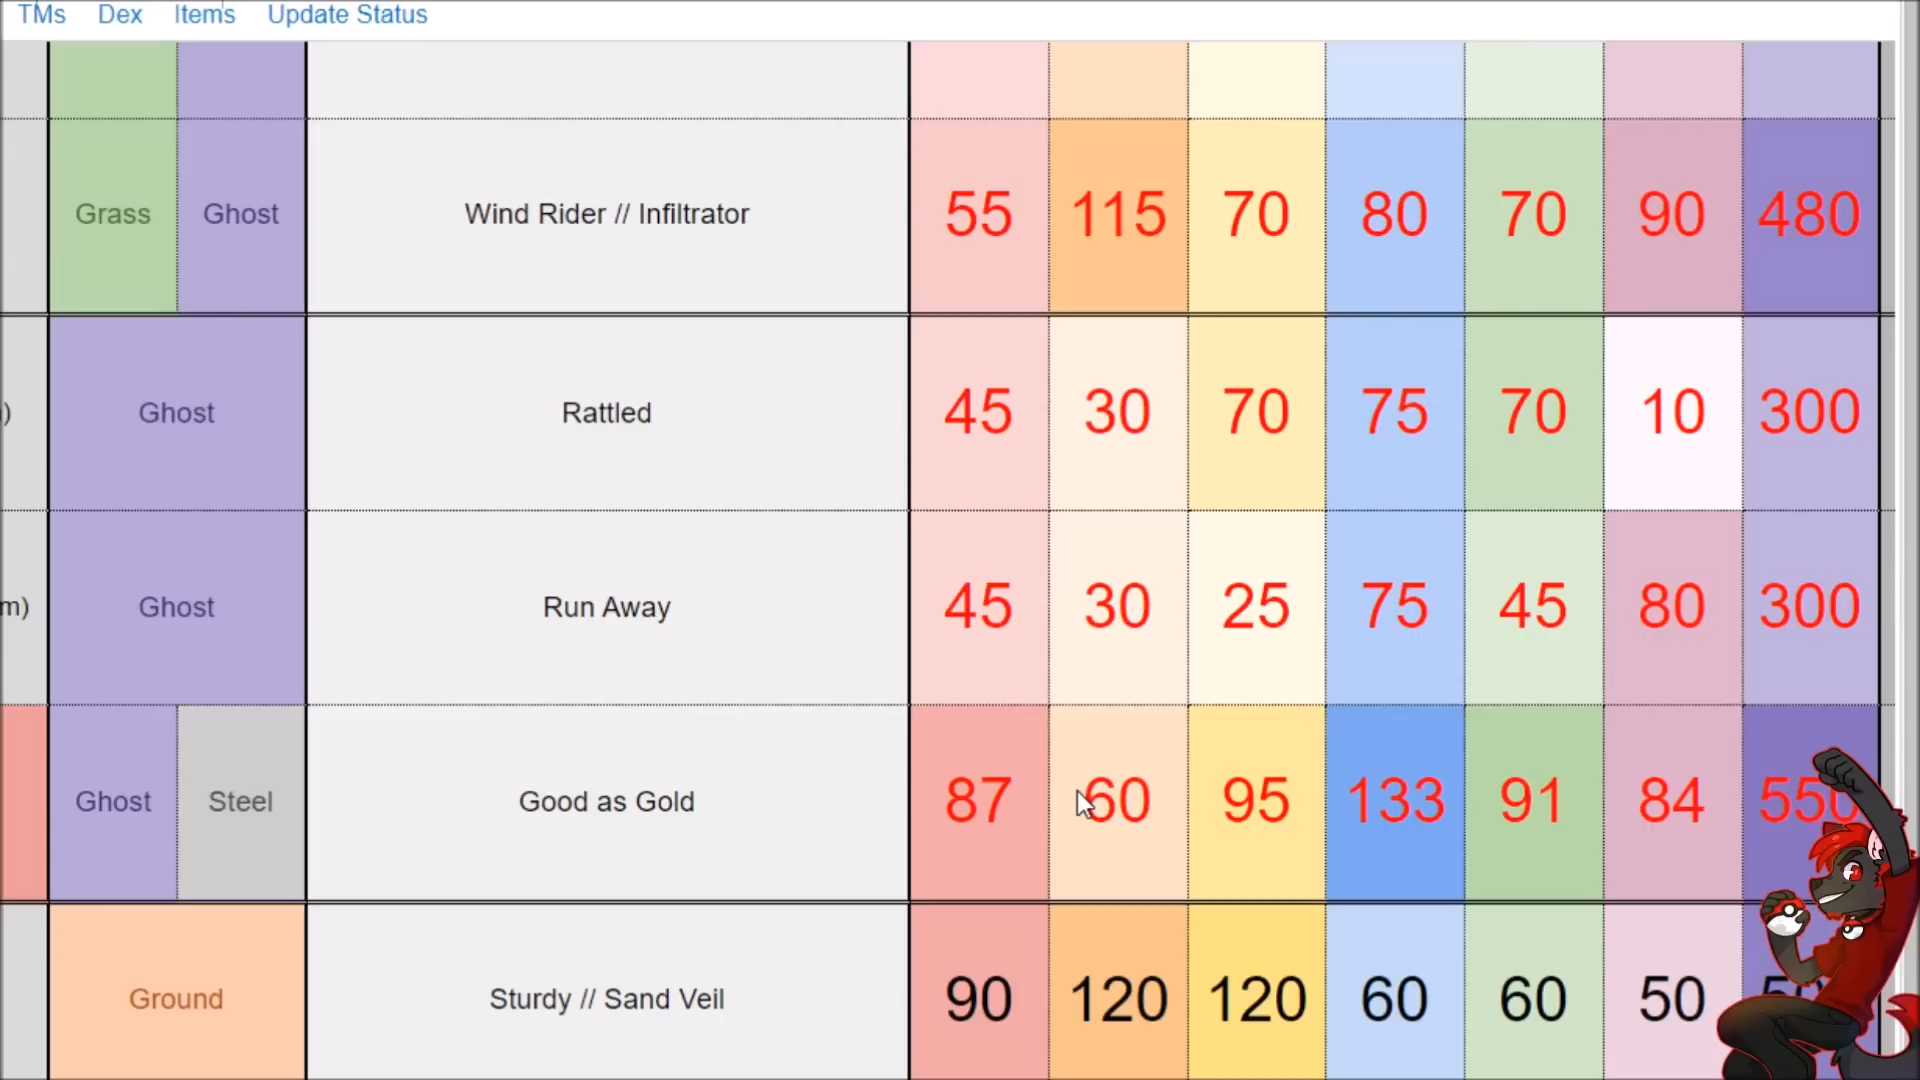 TMs Dex Items Update Status
Grass Ghost Wind Rider // Infiltrator 55 115 70 80 70 90 480
Ghost Rattled 45 30 70 75 70 10 300
m) Ghost Run Away 45 30 25 75 45 80 300
Ghost Steel Good as Gold 87 60 95 133 91 84 550
Ground Sturdy // Sand Veil 90 120 120 60 60 50